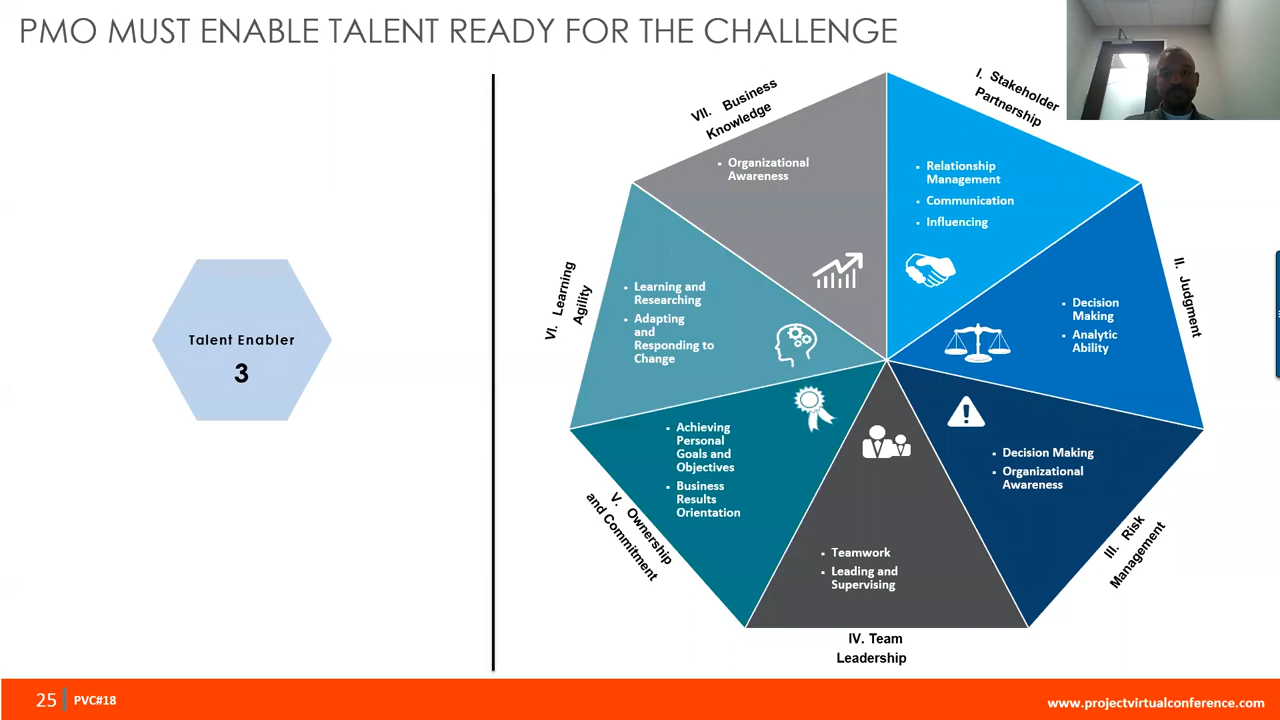 PMO MUST ENABLE TALENT READY FOR THE CHALLENGE
Talent Enabler
3
I. Stakeholder
Partnership
▪ Relationship
Management
▪ Communication
▪ Influencing
II. Judgment
▪ Decision
Making
▪ Analytic
Ability
III. Risk
Management
▪ Decision Making
▪ Organizational
Awareness
IV. Team
Leadership
▪ Teamwork
▪ Leading and
Supervising
V. Ownership
and Commitment
▪ Achieving
Personal
Goals and
Objectives
▪ Business
Results
Orientation
VI. Learning
Agility
▪ Learning and
Researching
▪ Adapting
and
Responding to
Change
VII. Business
Knowledge
▪ Organizational
Awareness
25 | PVC#18
www.projectvirtualconference.com